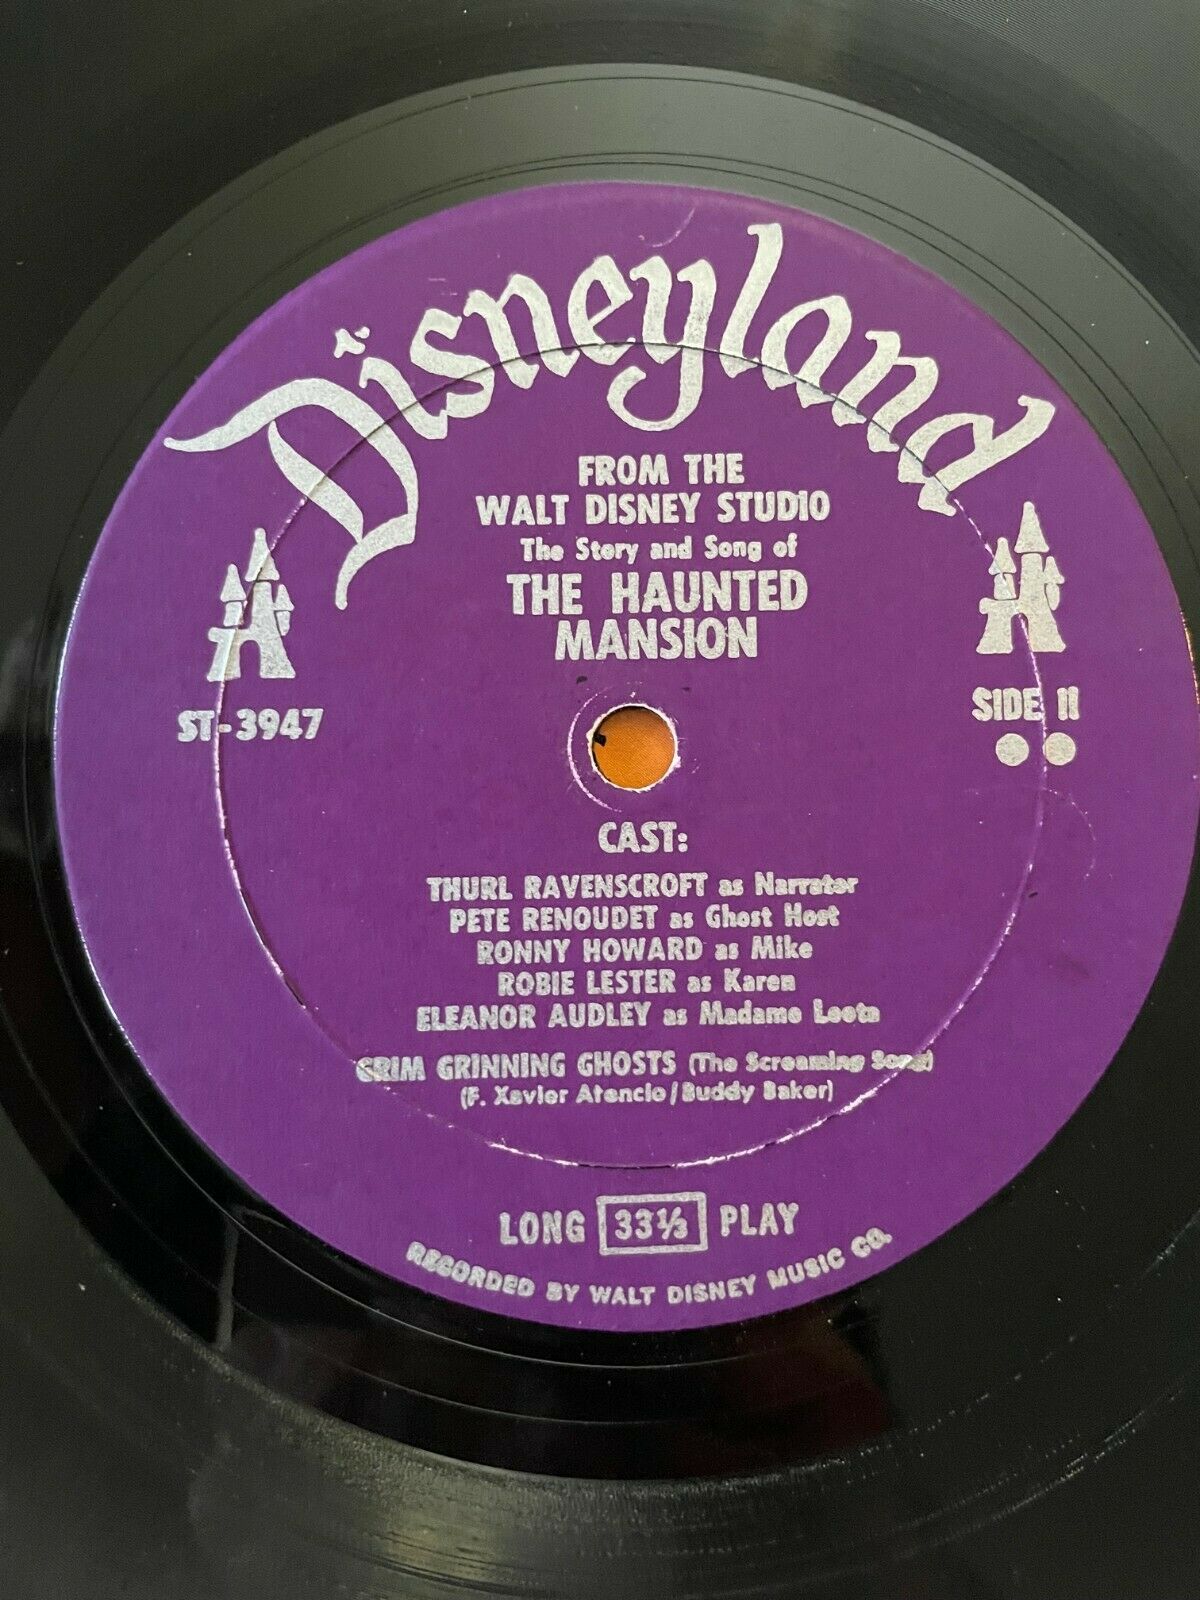 Disneyland
FROM THE
WALT DISNEY STUDIO
The Story and Song of
THE HAUNTED
MANSION
ST-3947
SIDE II
CAST:
THURL RAVENSCROFT as Narrator
PETE RENOUDET as Ghost Host
RONNY HOWARD as Mike
ROBIE LESTER as Karen
ELEANOR AUDLEY as Madame Leota
GRIM GRINNING GHOSTS (The Screaming Song)
(F. Xavier Atencio/Buddy Baker)
LONG 33⅓ PLAY
RECORDED BY WALT DISNEY MUSIC CO.